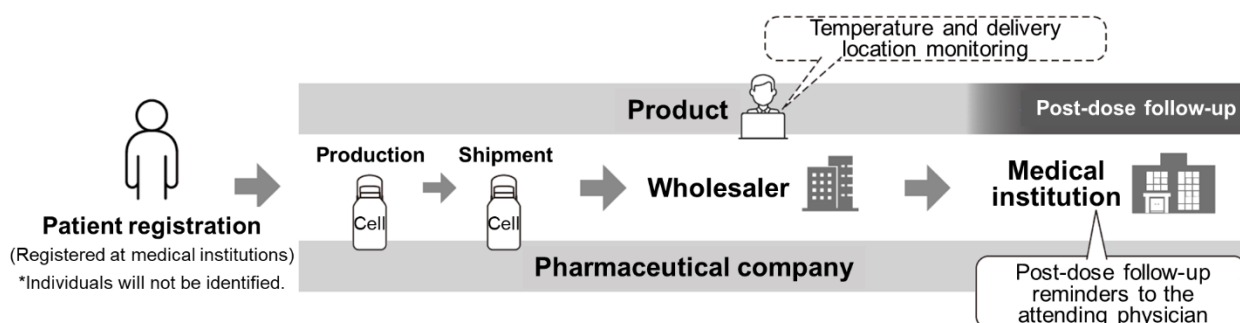 Temperature and delivery
location monitoring
Product
Post-dose follow-up
Production
Shipment
Cell
Cell
Wholesaler
Medical
institution
Patient registration
(Registered at medical institutions)
*Individuals will not be identified.
Pharmaceutical company
Post-dose follow-up
reminders to the
attending physician